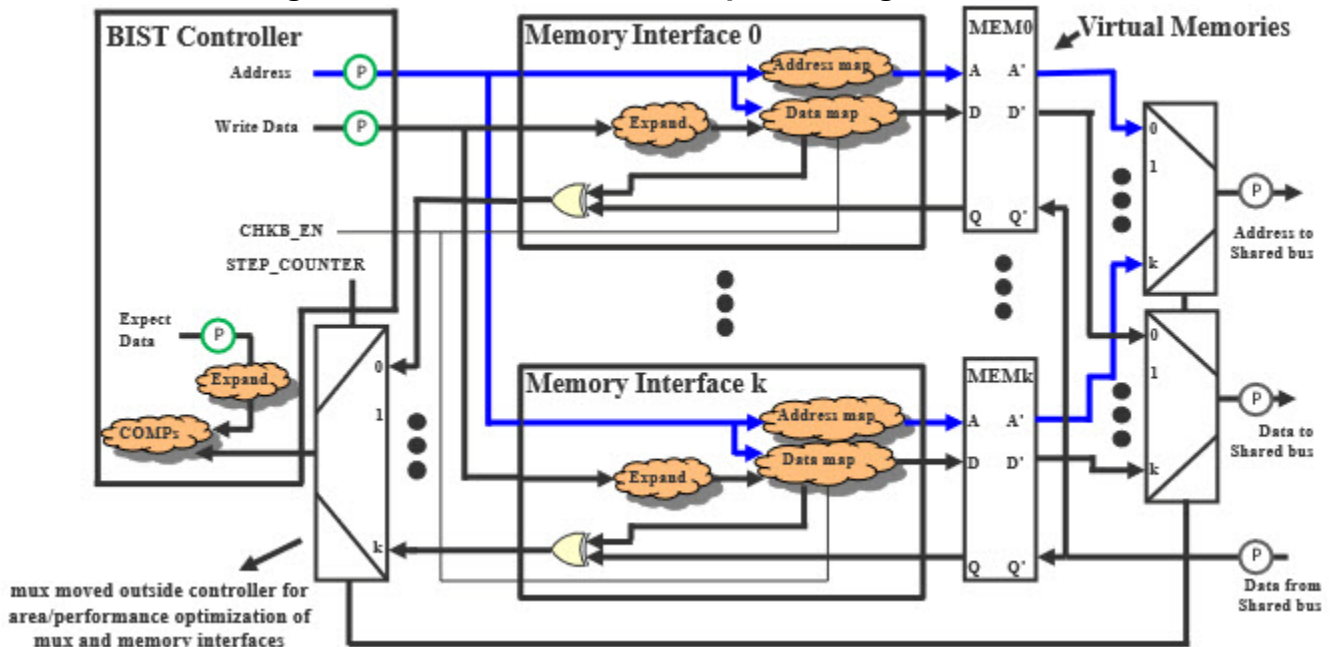 BIST Controller
Address
P
Write Data
P
CHKB_EN
STEP_COUNTER
Expect
Data
P
Expand
COMPs
0
1
k
mux moved outside controller for
area/performance optimization of
mux and memory interfaces
Memory Interface 0
Address map
Expand
Data map
MEM0
A A'
D D'
Q Q'
Virtual Memories
Memory Interface k
Address map
Expand
Data map
MEMk
A A'
D D'
Q Q'
0
1
k
P
Address to
Shared bus
0
1
k
P
Data to
Shared bus
P
Data from
Shared bus